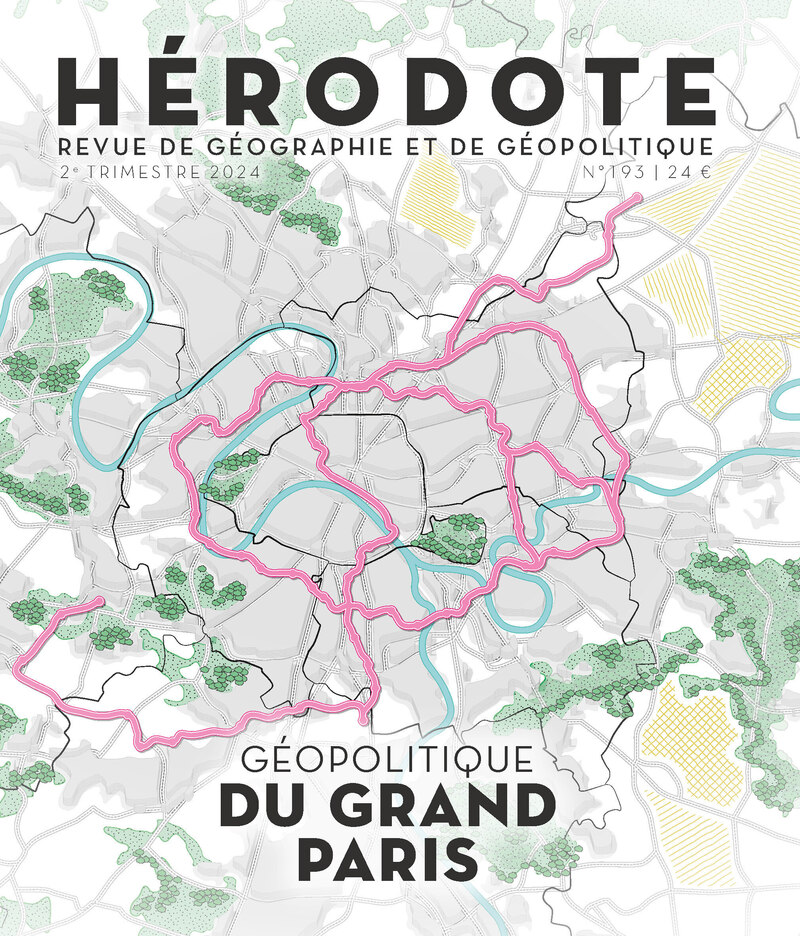 HÉRODOTE
REVUE DE GÉOGRAPHIE ET DE GÉOPOLITIQUE
2e TRIMESTRE 2024 N°193 | 24 €
GÉOPOLITIQUE
DU GRAND
PARIS